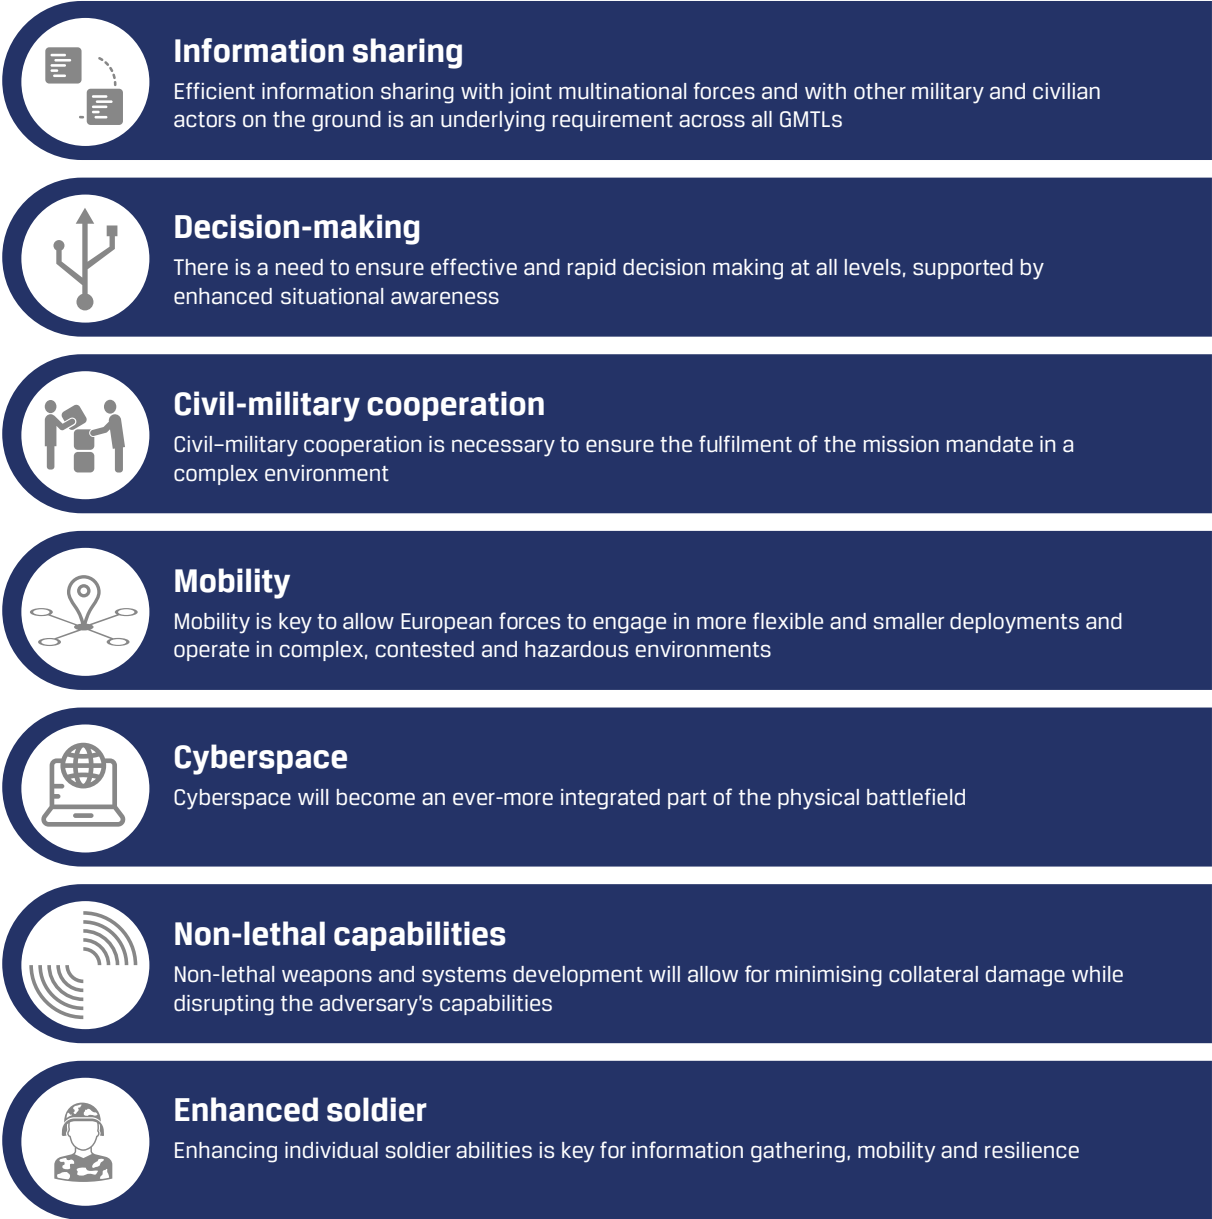 Information sharing
Efficient information sharing with joint multinational forces and with other military and civilian
actors on the ground is an underlying requirement across all GMTLs
Decision-making
There is a need to ensure effective and rapid decision making at all levels, supported by
enhanced situational awareness
Civil-military cooperation
Civil–military cooperation is necessary to ensure the fulfilment of the mission mandate in a
complex environment
Mobility
Mobility is key to allow European forces to engage in more flexible and smaller deployments and
operate in complex, contested and hazardous environments
Cyberspace
Cyberspace will become an ever-more integrated part of the physical battlefield
Non-lethal capabilities
Non-lethal weapons and systems development will allow for minimising collateral damage while
disrupting the adversary's capabilities
Enhanced soldier
Enhancing individual soldier abilities is key for information gathering, mobility and resilience